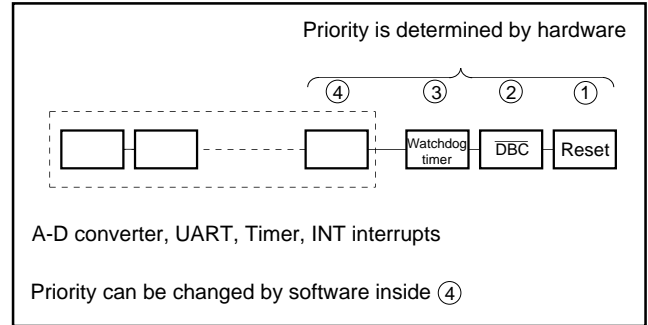 Priority is determined by hardware
④ ③ ② ①
Watchdog
timer
D̅B̅C̅
Reset
A-D converter, UART, Timer, INT interrupts
Priority can be changed by software inside ④